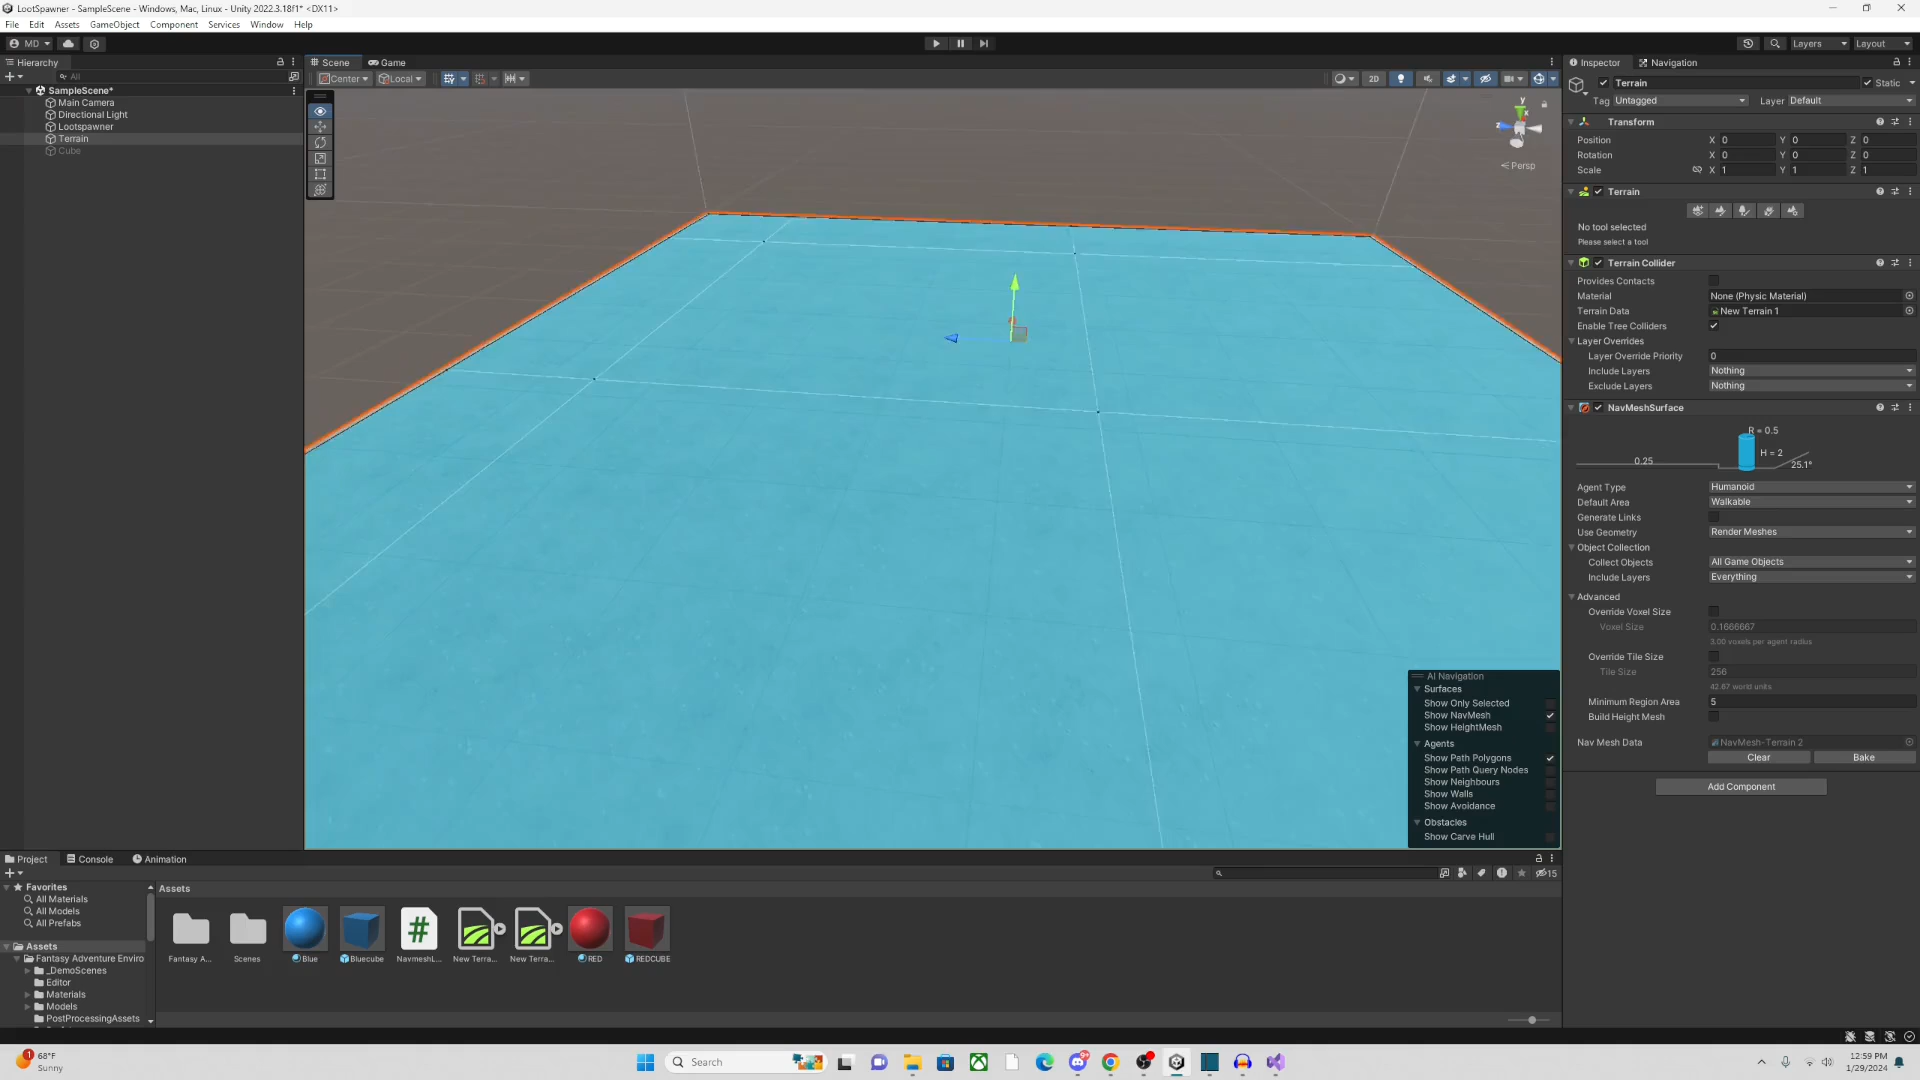 LootSpawner - SampleScene - Windows, Mac, Linux - Unity 2022.3.18f1* <DX11>
File Edit Assets GameObject Component Services Window Help
MD Layers Layout
Hierarchy
All
SampleScene*
Main Camera
Directional Light
Lootspawner
Terrain
Cube
Scene Game
Center Local 2D
y
x
z
Persp
AI Navigation
Surfaces
Show Only Selected
Show NavMesh
Show HeightMesh
Agents
Show Path Polygons
Show Path Query Nodes
Show Neighbours
Show Walls
Show Avoidance
Obstacles
Show Carve Hull
Inspector Navigation
Terrain Static
Tag Untagged Layer Default
Transform
Position X 0 Y 0 Z 0
Rotation X 0 Y 0 Z 0
Scale X 1 Y 1 Z 1
Terrain
No tool selected
Please select a tool
Terrain Collider
Provides Contacts
Material None (Physic Material)
Terrain Data New Terrain 1
Enable Tree Colliders
Layer Overrides
Layer Override Priority 0
Include Layers Nothing
Exclude Layers Nothing
NavMeshSurface
R = 0.5
H = 2
0.25
25.1°
Agent Type Humanoid
Default Area Walkable
Generate Links
Use Geometry Render Meshes
Object Collection
Collect Objects All Game Objects
Include Layers Everything
Advanced
Override Voxel Size
Voxel Size 0.1666667
3.00 voxels per agent radius
Override Tile Size
Tile Size 256
42.67 world units
Minimum Region Area 5
Build Height Mesh
Nav Mesh Data NavMesh-Terrain 2
Clear Bake
Add Component
Project Console Animation
15
Favorites
All Materials
All Models
All Prefabs
Assets
Fantasy Adventure Enviro
_DemoScenes
Editor
Materials
Models
PostProcessingAssets
Assets
#
Fantasy A... Scenes Blue Bluecube NavmeshL... New Terra... New Terra... RED REDCUBE
68°F
Sunny
Search
12:59 PM
1/29/2024